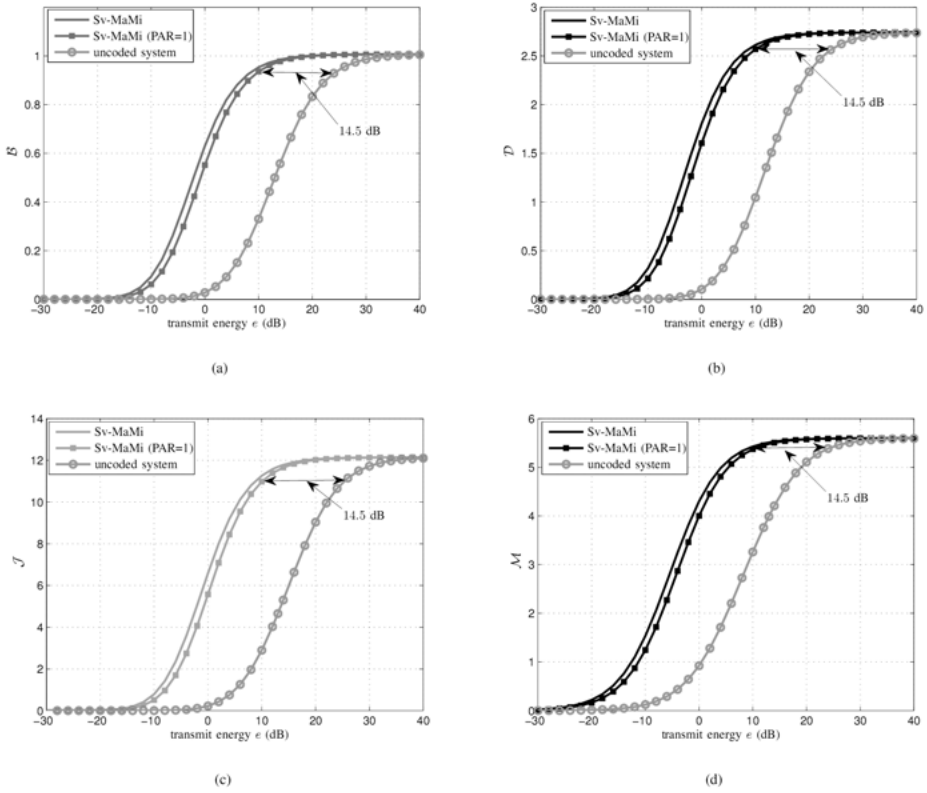 Sv-MaMi
Sv-MaMi (PAR=1)
uncoded system
14.5 dB
1
0.8
0.6
0.4
0.2
0
ℬ
−30 −20 −10 0 10 20 30 40
transmit energy e (dB)
(a)
3
Sv-MaMi
Sv-MaMi (PAR=1)
uncoded system
14.5 dB
2.5
2
1.5
1
0.5
0
𝒟
−30 −20 −10 0 10 20 30 40
transmit energy e (dB)
(b)
14
Sv-MaMi
Sv-MaMi (PAR=1)
uncoded system
14.5 dB
12
10
8
6
4
2
0
𝒥
−30 −20 −10 0 10 20 30 40
transmit energy e (dB)
(c)
6
Sv-MaMi
Sv-MaMi (PAR=1)
uncoded system
14.5 dB
5
4
3
2
1
0
ℳ
−30 −20 −10 0 10 20 30 40
transmit energy e (dB)
(d)